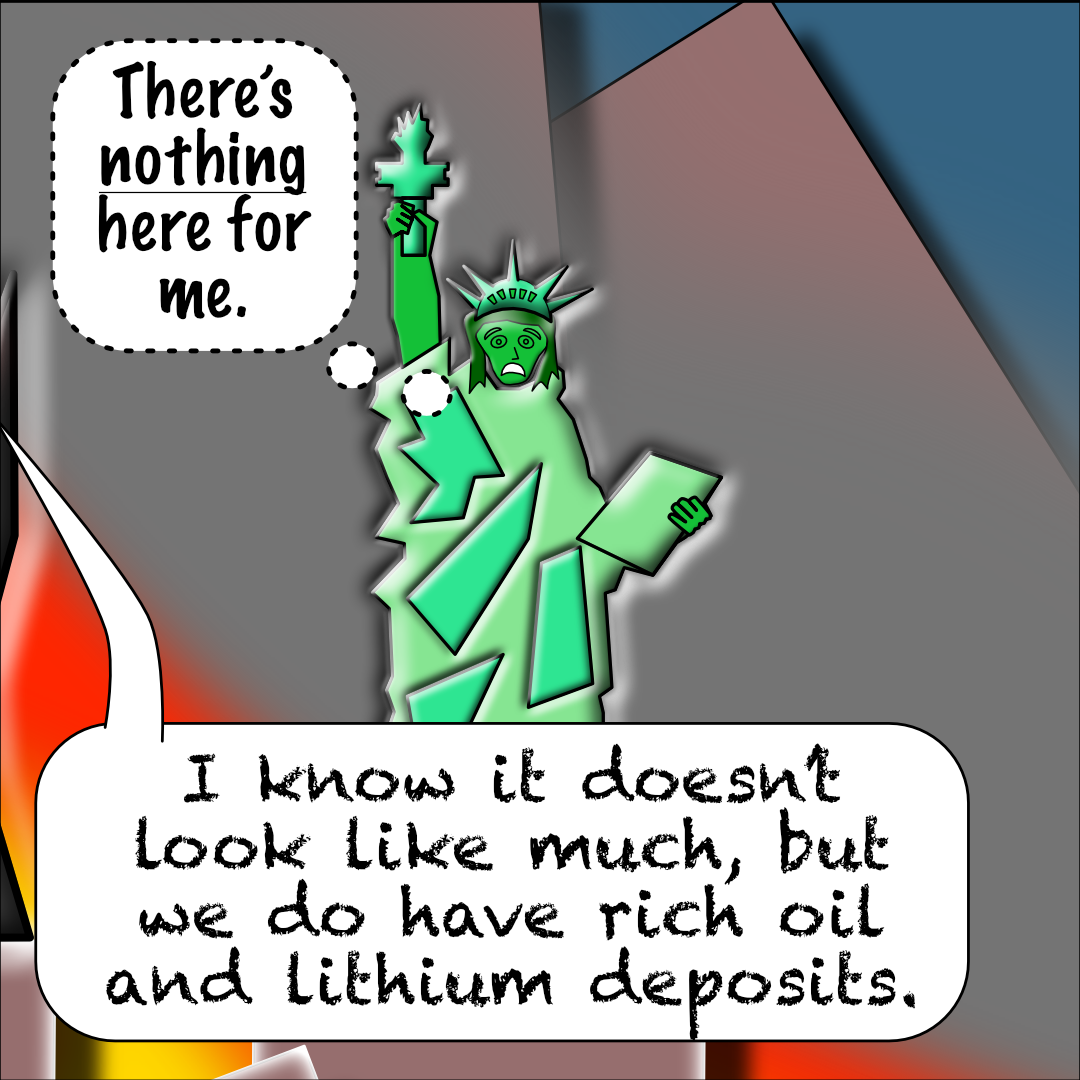 There's
nothing
here for
me.
I know it doesn't
look like much, but
we do have rich oil
and lithium deposits.